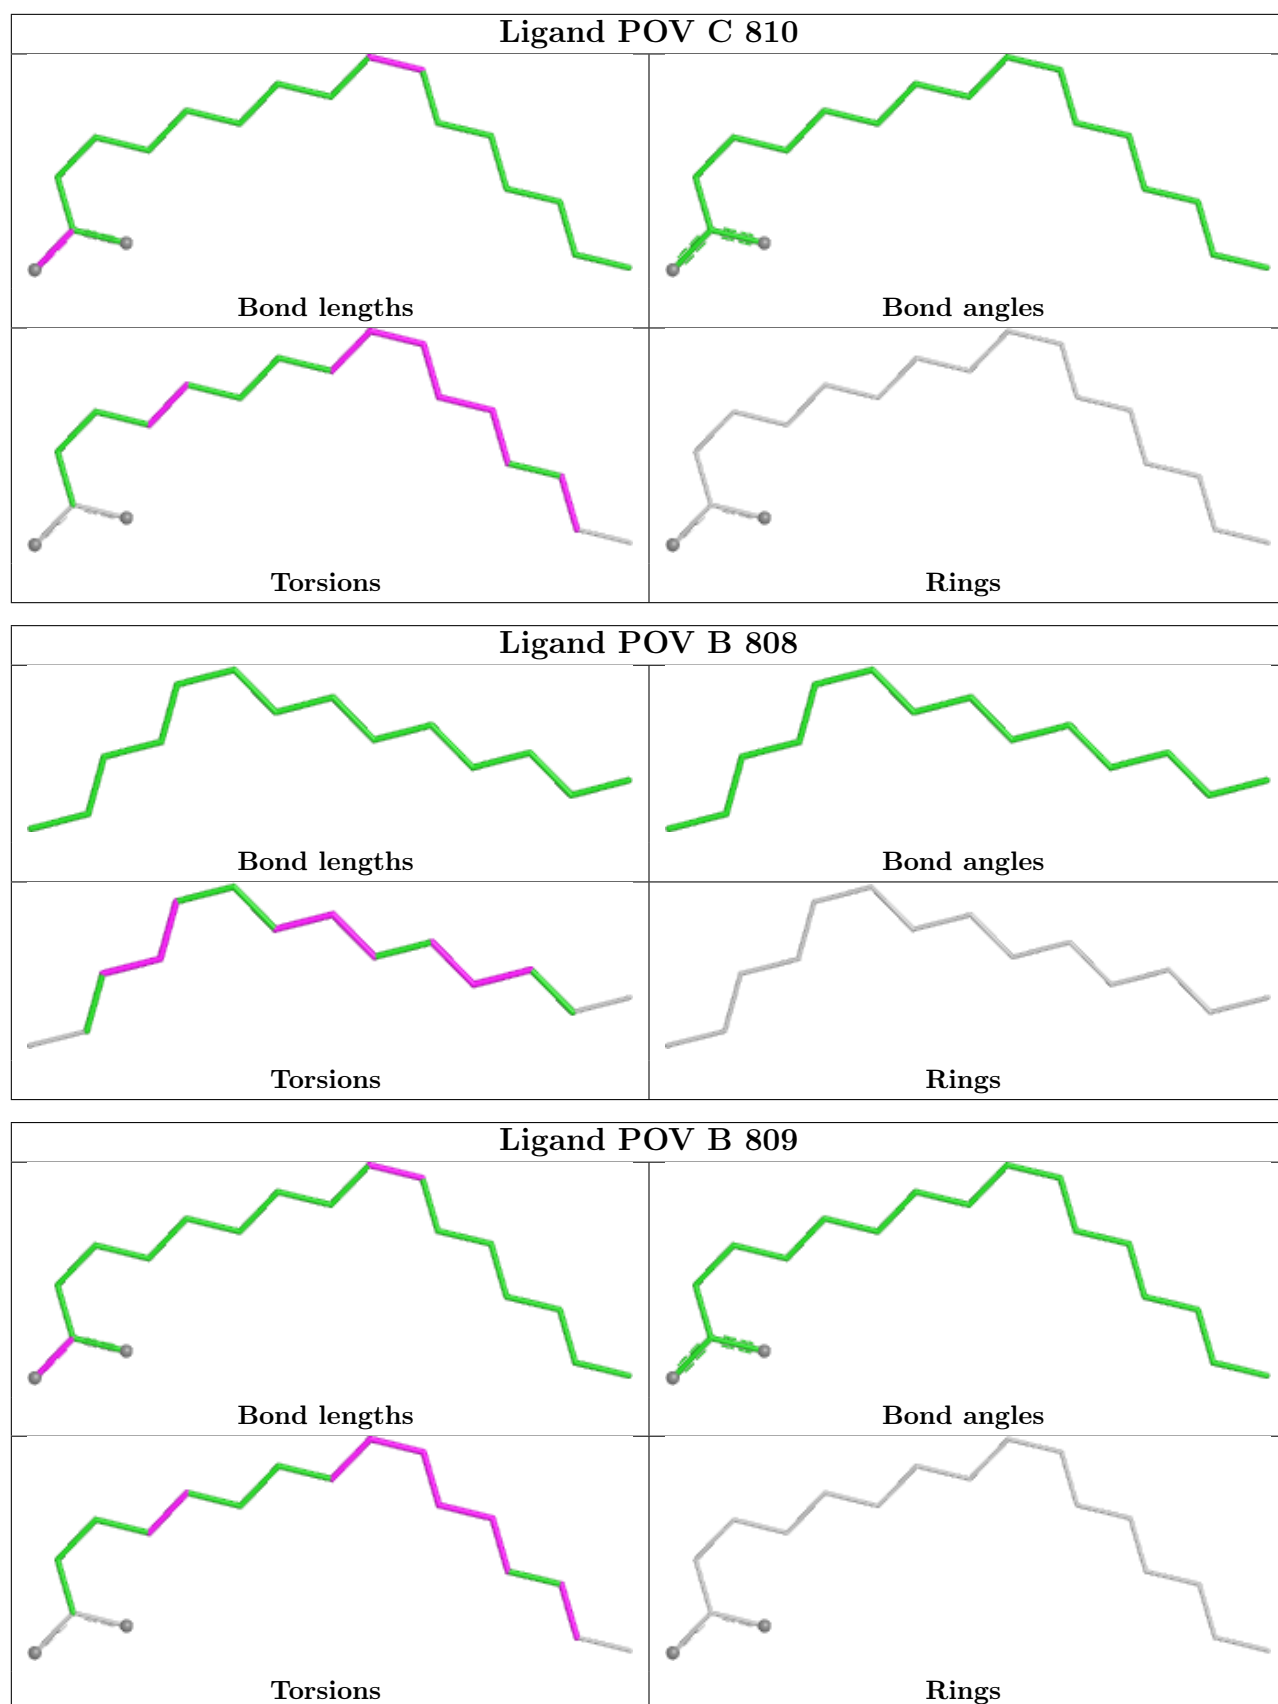 Ligand POV C 810
Bond lengths
Bond angles
Torsions
Rings
Ligand POV B 808
Bond lengths
Bond angles
Torsions
Rings
Ligand POV B 809
Bond lengths
Bond angles
Torsions
Rings